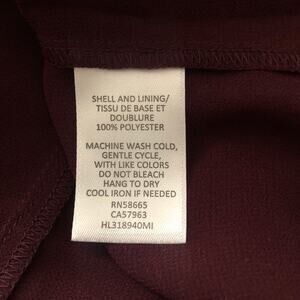 SHELL AND LINING/
TISSU DE BASE ET
DOUBLURE
100% POLYESTER
MACHINE WASH COLD,
GENTLE CYCLE,
WITH LIKE COLORS
DO NOT BLEACH
HANG TO DRY
COOL IRON IF NEEDED
RN58665
CA57963
HL318940MI